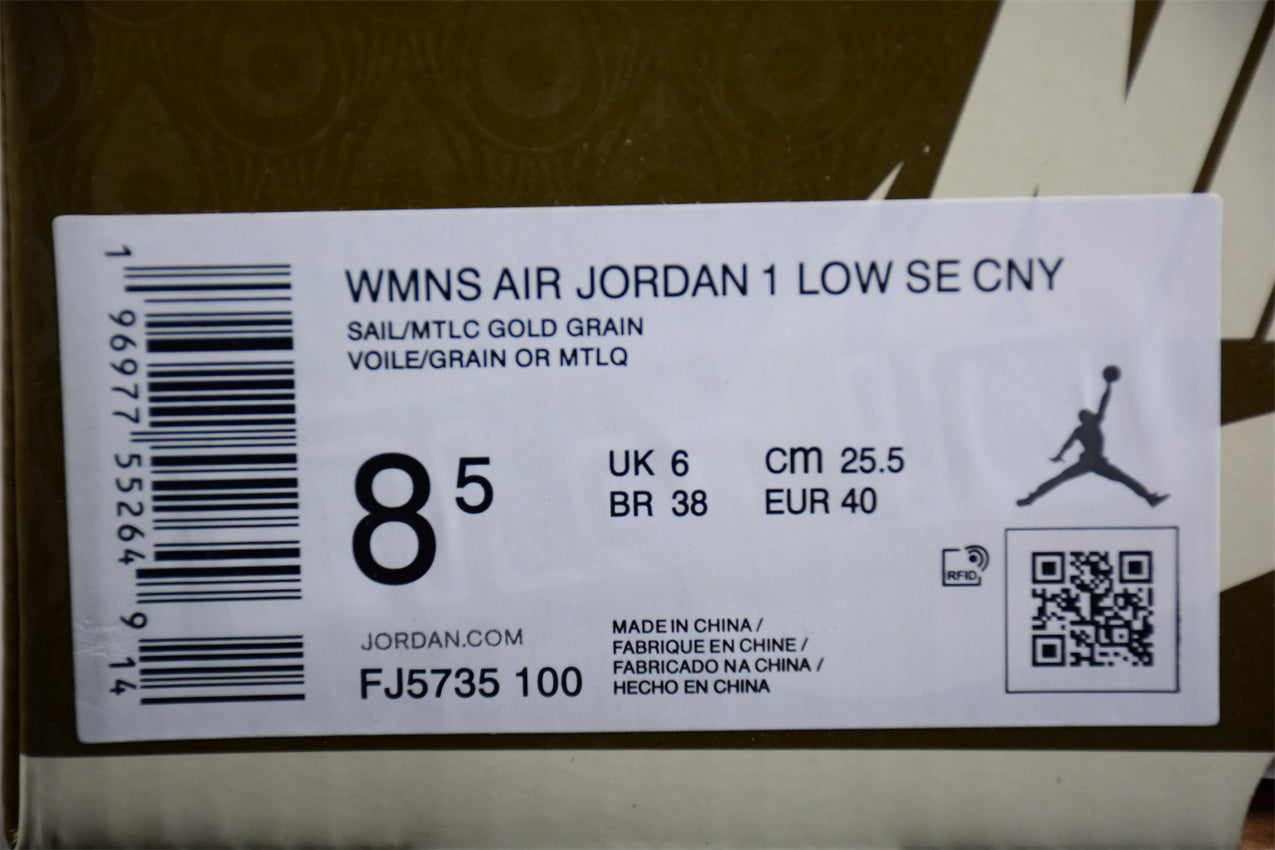 WMNS AIR JORDAN 1 LOW SE CNY
SAIL/MTLC GOLD GRAIN
VOILE/GRAIN OR MTLQ
8 5
UK 6 CM 25.5
BR 38 EUR 40
RFID
JORDAN.COM
FJ5735 100
MADE IN CHINA /
FABRIQUE EN CHINE /
FABRICADO NA CHINA /
HECHO EN CHINA
1 96977 55264 9 14